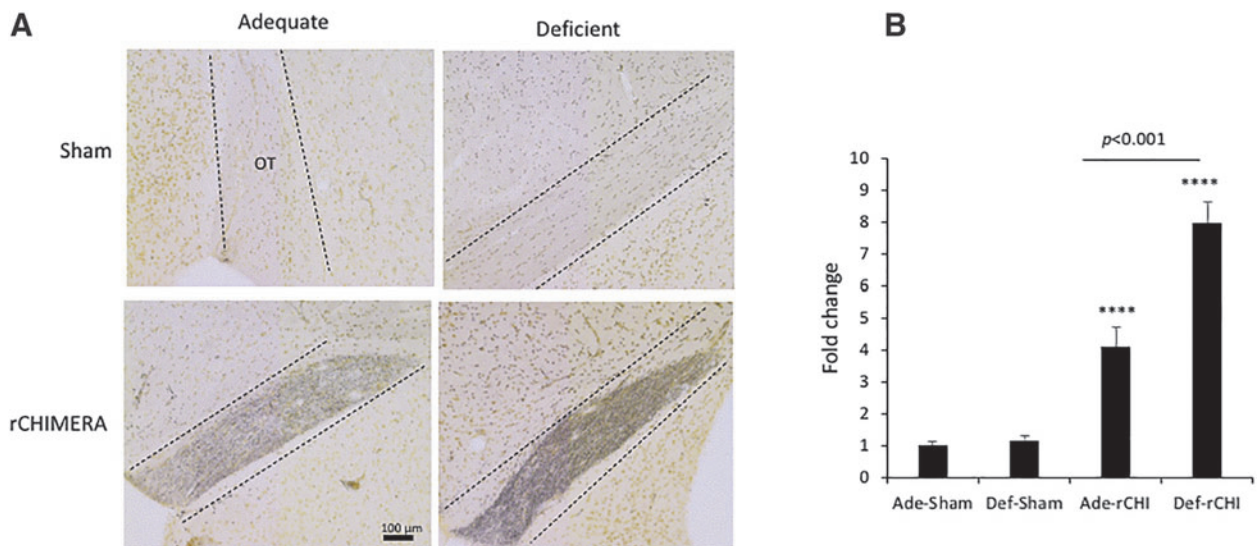 A
Adequate
Deficient
Sham
OT
rCHIMERA
100 µm
B
p<0.001
****
****
Fold change
10
9
8
7
6
5
4
3
2
1
0
Ade-Sham
Def-Sham
Ade-rCHI
Def-rCHI